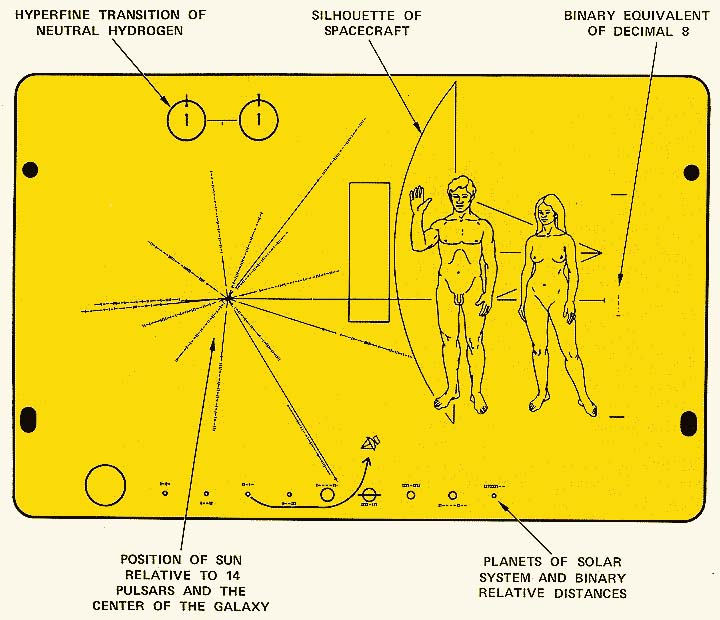 HYPERFINE TRANSITION OF
NEUTRAL HYDROGEN
SILHOUETTE OF
SPACECRAFT
BINARY EQUIVALENT
OF DECIMAL 8
POSITION OF SUN
RELATIVE TO 14
PULSARS AND THE
CENTER OF THE GALAXY
PLANETS OF SOLAR
SYSTEM AND BINARY
RELATIVE DISTANCES